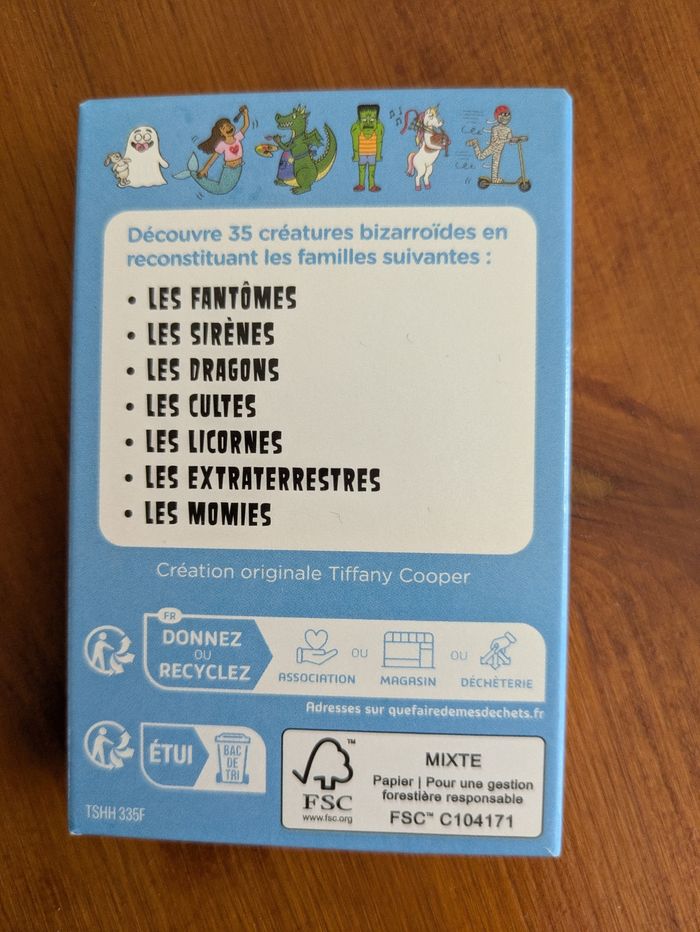 Découvre 35 créatures bizarroïdes en
reconstituant les familles suivantes :
• LES FANTÔMES
• LES SIRÈNES
• LES DRAGONS
• LES CULTES
• LES LICORNES
• LES EXTRATERRESTRES
• LES MOMIES
Création originale Tiffany Cooper
FR
DONNEZ
OU
RECYCLEZ
ASSOCIATION
OU
MAGASIN
OU
DÉCHÈTERIE
Adresses sur quefairedemesdechets.fr
ÉTUI
BAC
DE
TRI
TSHH 335F
TM
FSC
www.fsc.org
MIXTE
Papier | Pour une gestion
forestière responsable
FSC™ C104171